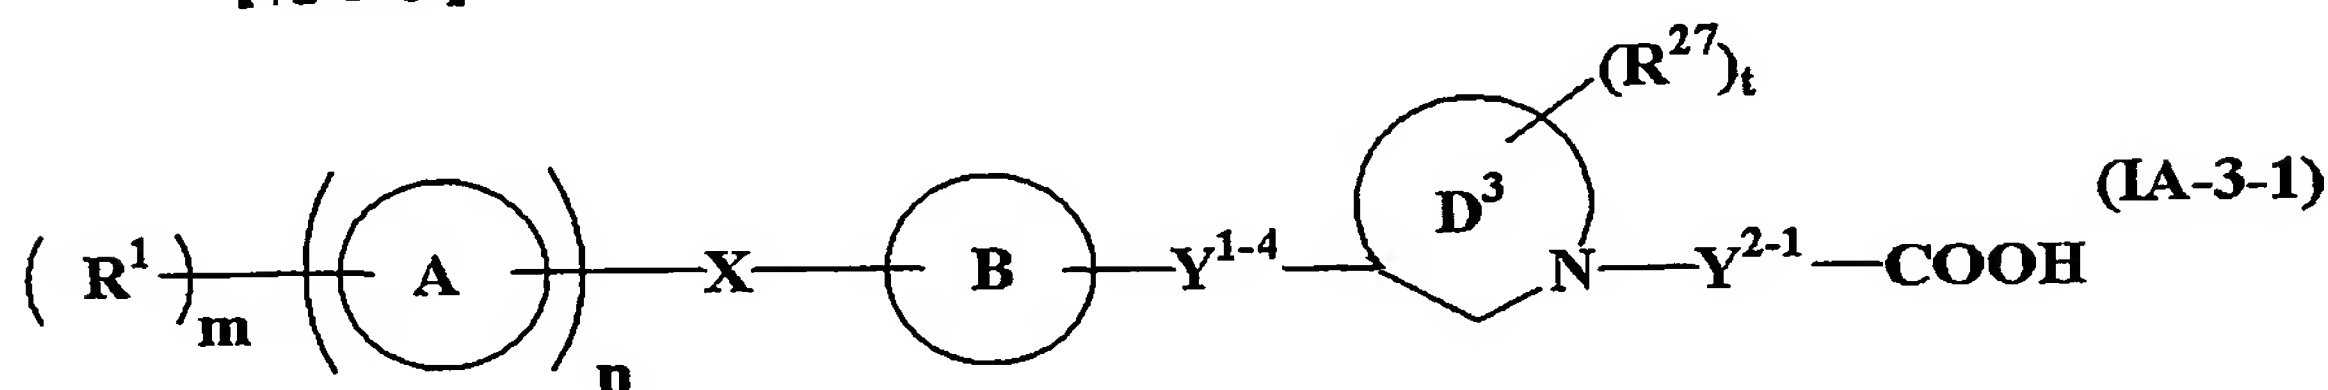 (R²⁷)t
(R¹)m (A)n X B Y¹⁻⁴ D³ N Y²⁻¹ COOH (IA-3-1)